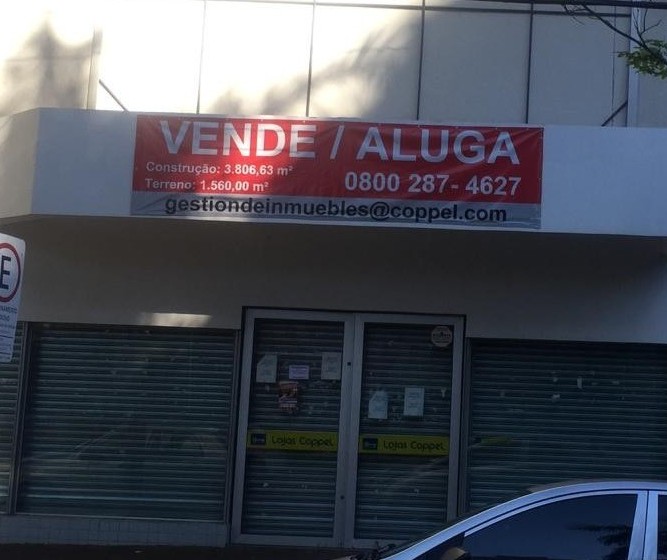 VENDE / ALUGA
Construção: 3.806,63 m²
Terreno: 1.560,00 m²
0800 287- 4627
gestiondeinmuebles@coppel.com
E
Lojas Coppel
Lojas Coppel